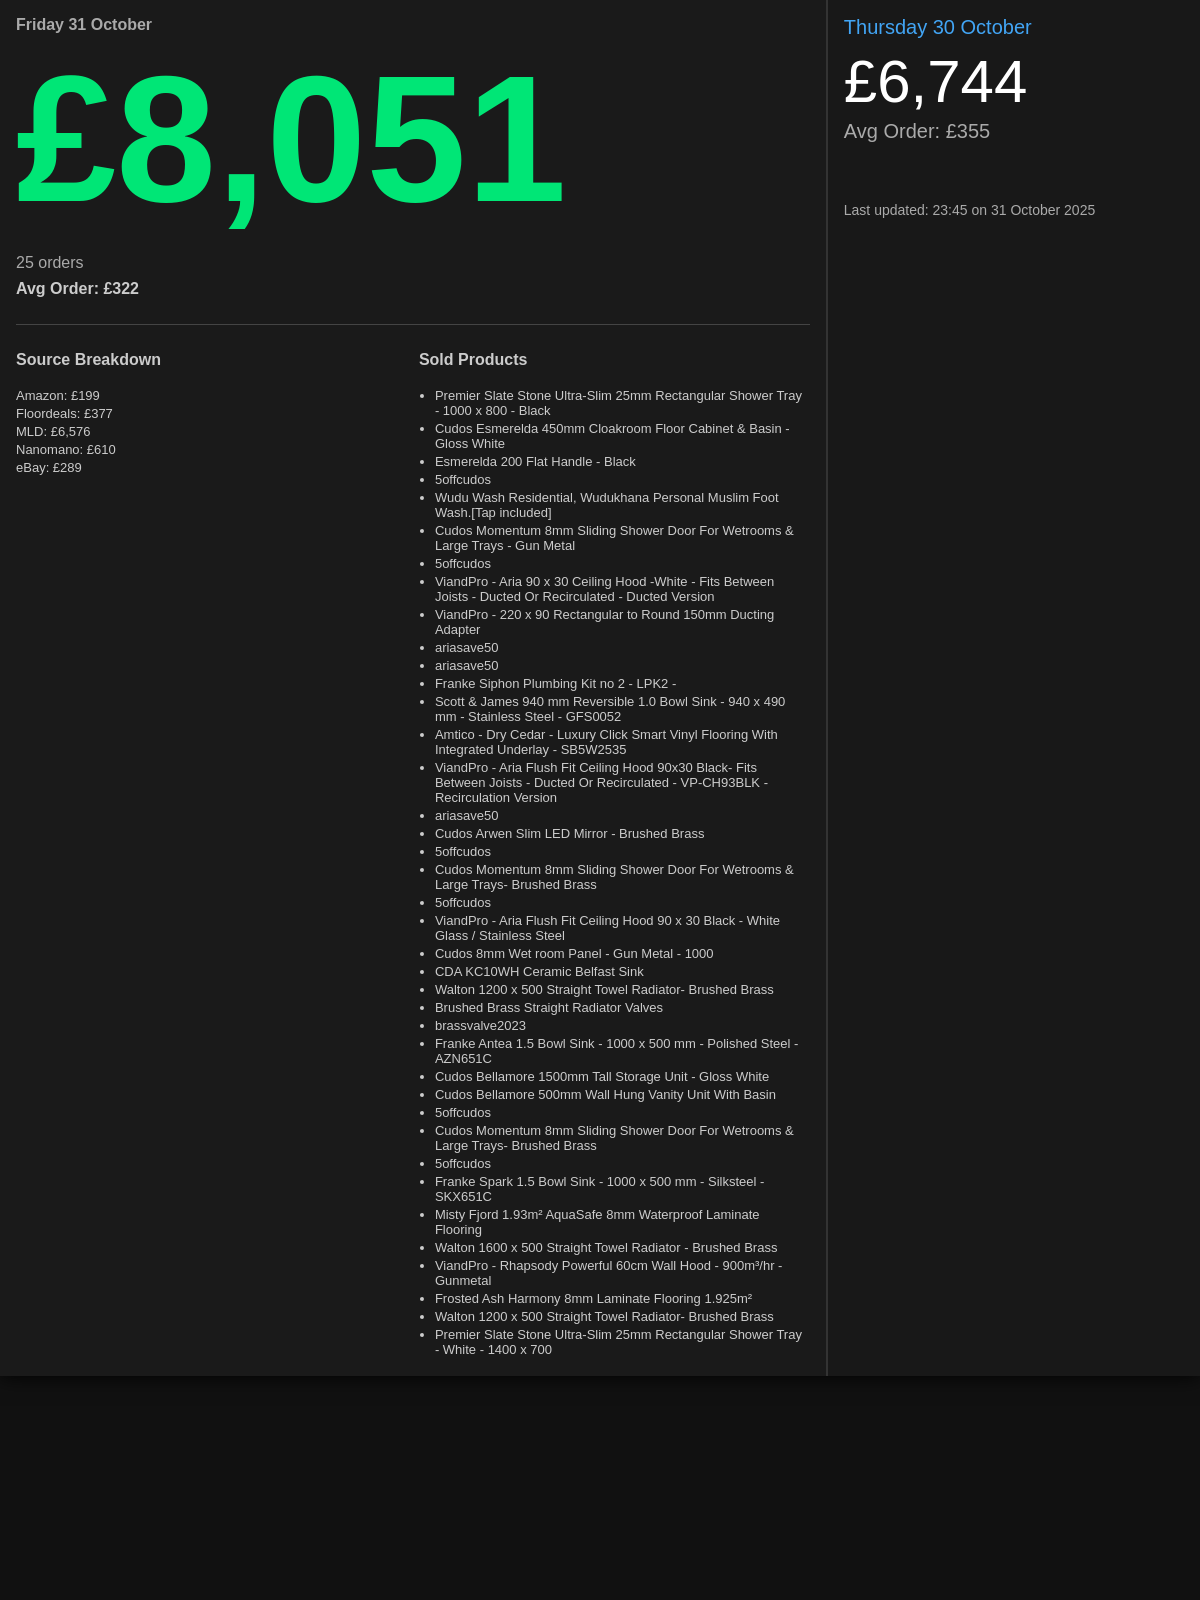 Friday 31 October
£8,051
25 orders
Avg Order: £322
Source Breakdown
Amazon: £199
Floordeals: £377
MLD: £6,576
Nanomano: £610
eBay: £289
Sold Products
Premier Slate Stone Ultra-Slim 25mm Rectangular Shower Tray
- 1000 x 800 - Black
Cudos Esmerelda 450mm Cloakroom Floor Cabinet & Basin -
Gloss White
Esmerelda 200 Flat Handle - Black
5offcudos
Wudu Wash Residential, Wudukhana Personal Muslim Foot
Wash.[Tap included]
Cudos Momentum 8mm Sliding Shower Door For Wetrooms &
Large Trays - Gun Metal
5offcudos
ViandPro - Aria 90 x 30 Ceiling Hood -White - Fits Between
Joists - Ducted Or Recirculated - Ducted Version
ViandPro - 220 x 90 Rectangular to Round 150mm Ducting
Adapter
ariasave50
ariasave50
Franke Siphon Plumbing Kit no 2 - LPK2 -
Scott & James 940 mm Reversible 1.0 Bowl Sink - 940 x 490
mm - Stainless Steel - GFS0052
Amtico - Dry Cedar - Luxury Click Smart Vinyl Flooring With
Integrated Underlay - SB5W2535
ViandPro - Aria Flush Fit Ceiling Hood 90x30 Black- Fits
Between Joists - Ducted Or Recirculated - VP-CH93BLK -
Recirculation Version
ariasave50
Cudos Arwen Slim LED Mirror - Brushed Brass
5offcudos
Cudos Momentum 8mm Sliding Shower Door For Wetrooms &
Large Trays- Brushed Brass
5offcudos
ViandPro - Aria Flush Fit Ceiling Hood 90 x 30 Black - White
Glass / Stainless Steel
Cudos 8mm Wet room Panel - Gun Metal - 1000
CDA KC10WH Ceramic Belfast Sink
Walton 1200 x 500 Straight Towel Radiator- Brushed Brass
Brushed Brass Straight Radiator Valves
brassvalve2023
Franke Antea 1.5 Bowl Sink - 1000 x 500 mm - Polished Steel -
AZN651C
Cudos Bellamore 1500mm Tall Storage Unit - Gloss White
Cudos Bellamore 500mm Wall Hung Vanity Unit With Basin
5offcudos
Cudos Momentum 8mm Sliding Shower Door For Wetrooms &
Large Trays- Brushed Brass
5offcudos
Franke Spark 1.5 Bowl Sink - 1000 x 500 mm - Silksteel -
SKX651C
Misty Fjord 1.93m² AquaSafe 8mm Waterproof Laminate
Flooring
Walton 1600 x 500 Straight Towel Radiator - Brushed Brass
ViandPro - Rhapsody Powerful 60cm Wall Hood - 900m³/hr -
Gunmetal
Frosted Ash Harmony 8mm Laminate Flooring 1.925m²
Walton 1200 x 500 Straight Towel Radiator- Brushed Brass
Premier Slate Stone Ultra-Slim 25mm Rectangular Shower Tray
- White - 1400 x 700
Thursday 30 October
£6,744
Avg Order: £355
Last updated: 23:45 on 31 October 2025